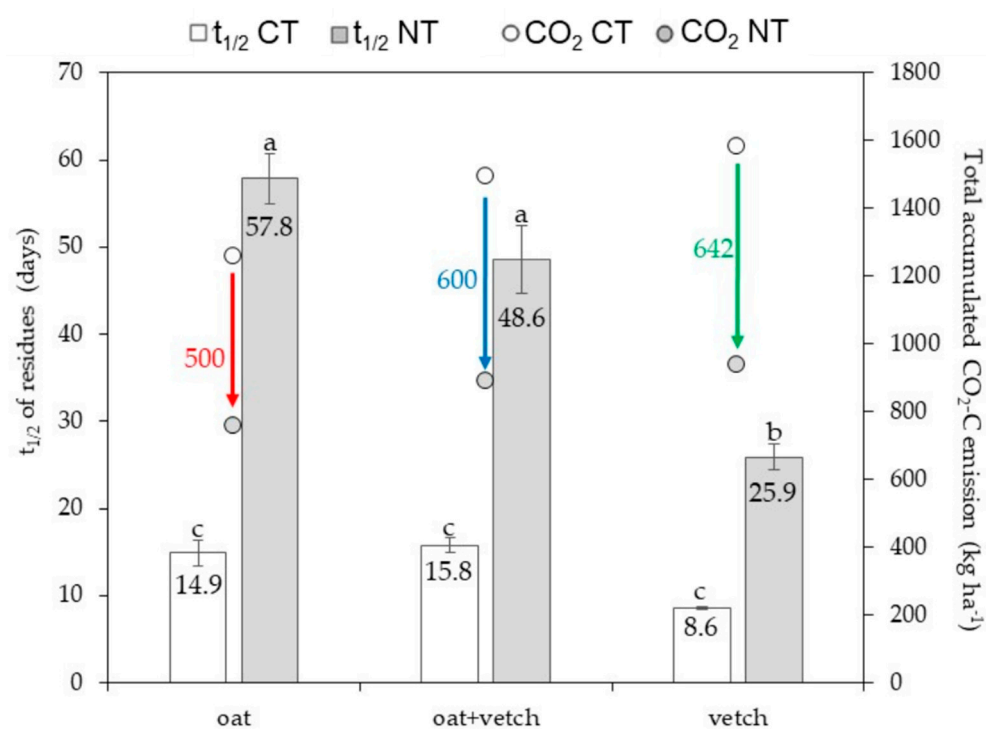 t1/2 CT t1/2 NT CO2 CT CO2 NT
70
60
50
40
30
20
10
0
t1/2 of residues (days)
1800
1600
1400
1200
1000
800
600
400
200
0
Total accumulated CO2-C emission (kg ha-1)
c
14.9
a
57.8
500
c
15.8
a
48.6
600
c
8.6
b
25.9
642
oat oat+vetch vetch